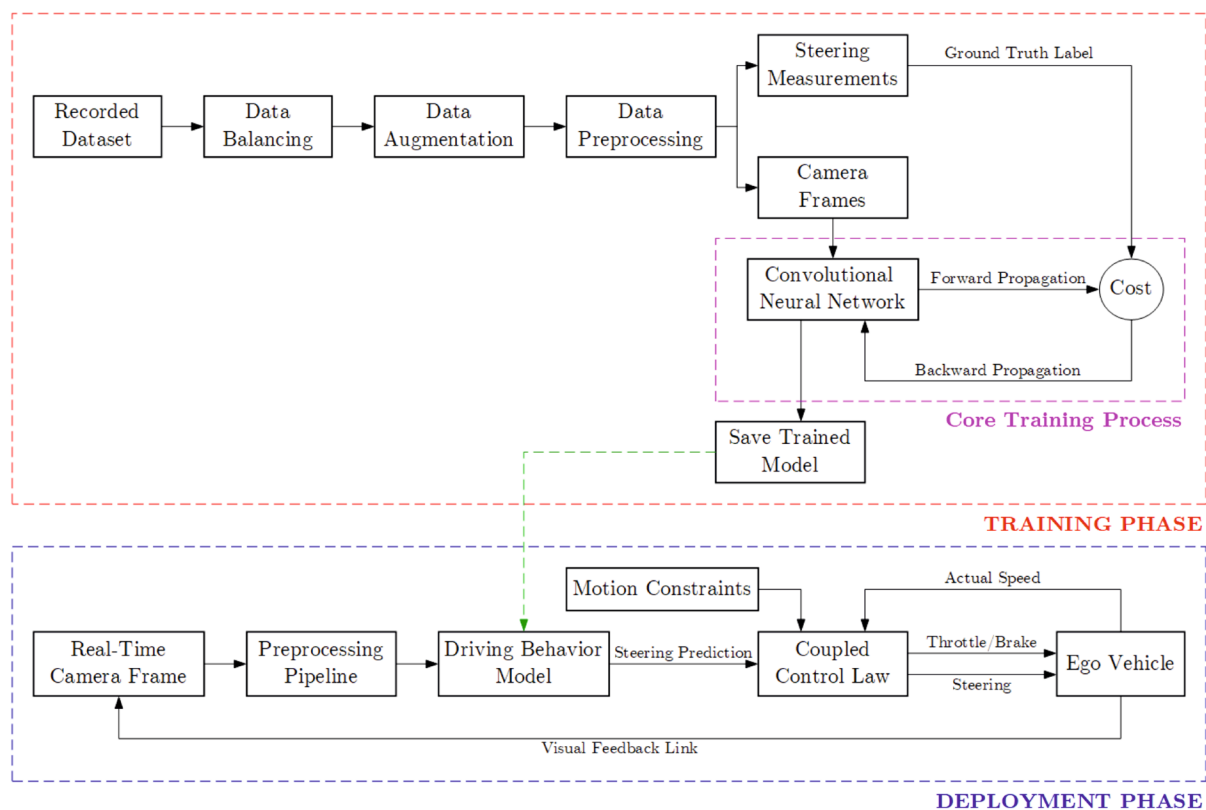 Steering
Measurements
Ground Truth Label
Recorded
Dataset
Data
Balancing
Data
Augmentation
Data
Preprocessing
Camera
Frames
Convolutional
Neural Network
Forward Propagation
Cost
Backward Propagation
Core Training Process
Save Trained
Model
TRAINING PHASE
Motion Constraints
Actual Speed
Real-Time
Camera Frame
Preprocessing
Pipeline
Driving Behavior
Model
Steering Prediction
Coupled
Control Law
Throttle/Brake
Steering
Ego Vehicle
Visual Feedback Link
DEPLOYMENT PHASE